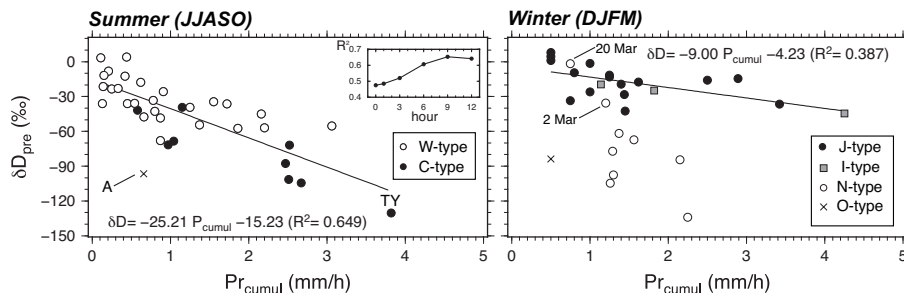 Summer (JJASO)
Winter (DJFM)
R²
0.7
0.6
0.5
0.4
0 3 6 9 12
hour
W-type
C-type
A
TY
δD= −25.21 Pcumul −15.23 (R²= 0.649)
0
−30
−60
−90
−120
−150
δDpre (‰)
0 1 2 3 4 5
Prcumul (mm/h)
20 Mar
δD= −9.00 Pcumul −4.23 (R²= 0.387)
2 Mar
J-type
I-type
N-type
O-type
0 1 2 3 4 5
Prcumul (mm/h)